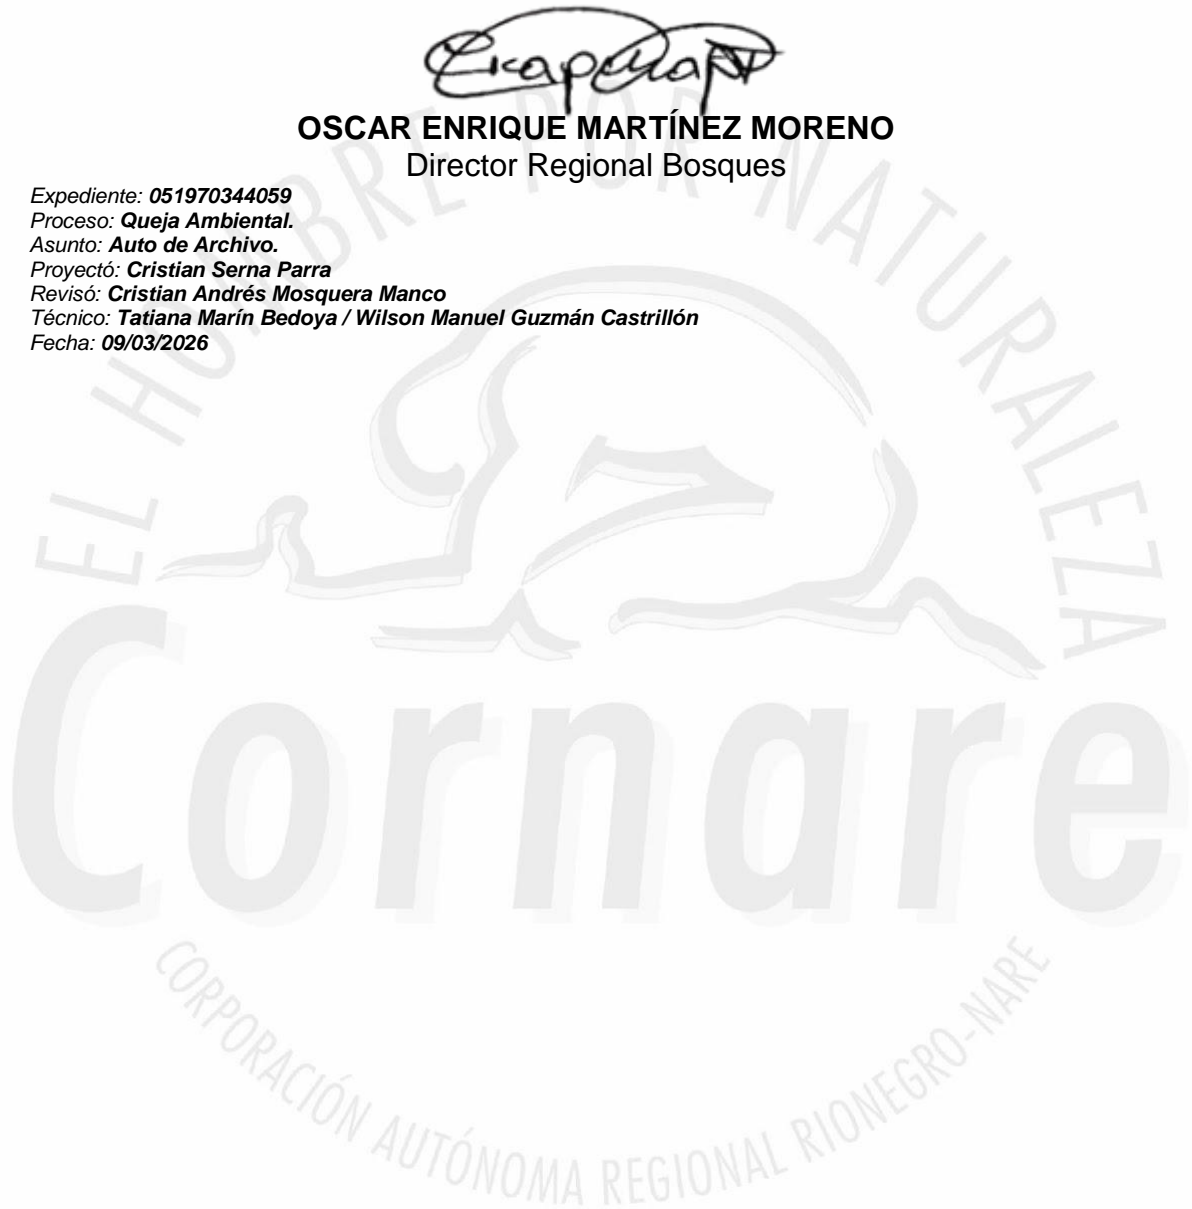 OSCAR ENRIQUE MARTÍNEZ MORENO
Director Regional Bosques
Expediente: 051970344059
Proceso: Queja Ambiental.
Asunto: Auto de Archivo.
Proyectó: Cristian Serna Parra
Revisó: Cristian Andrés Mosquera Manco
Técnico: Tatiana Marín Bedoya / Wilson Manuel Guzmán Castrillón
Fecha: 09/03/2026
EL HOMBRE POR NATURALEZA
Cornare
CORPORACIÓN AUTÓNOMA REGIONAL RIONEGRO-NARE